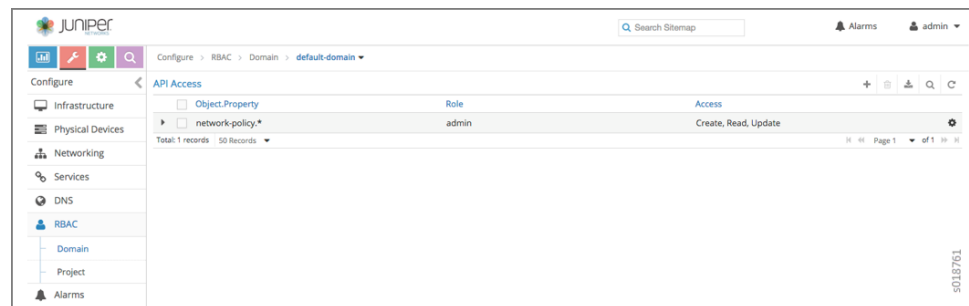 JUNIPER
NETWORKS
Search Sitemap
Alarms
admin
Configure > RBAC > Domain > default-domain
Configure
API Access
Infrastructure
Physical Devices
Networking
Services
DNS
RBAC
Domain
Project
Alarms
Object.Property Role Access
network-policy.* admin Create, Read, Update
Total: 1 records 50 Records
Page 1 of 1
s018761